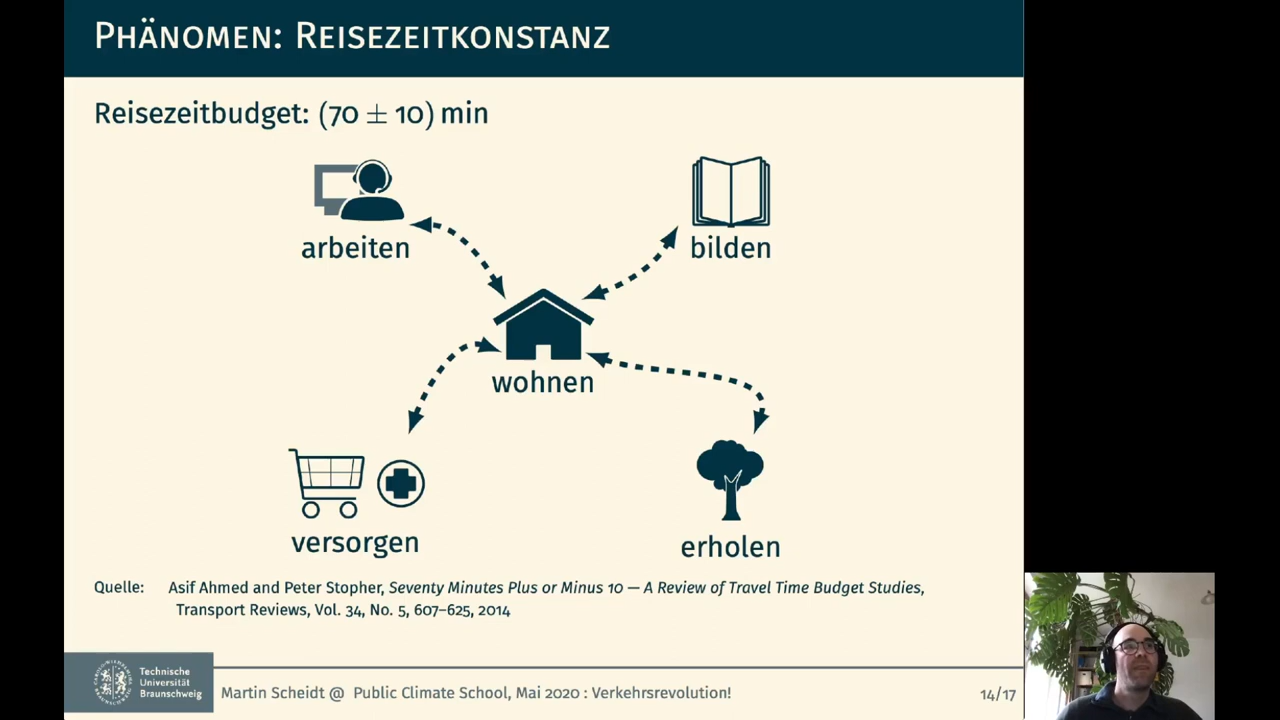 Phänomen: Reisezeitkonstanz
Reisezeitbudget: (70 ± 10) min
arbeiten
bilden
wohnen
versorgen
erholen
Quelle: Asif Ahmed and Peter Stopher, Seventy Minutes Plus or Minus 10 — A Review of Travel Time Budget Studies,
Transport Reviews, Vol. 34, No. 5, 607–625, 2014
Technische
Universität
Braunschweig
Martin Scheidt @ Public Climate School, Mai 2020 : Verkehrsrevolution!
14/17